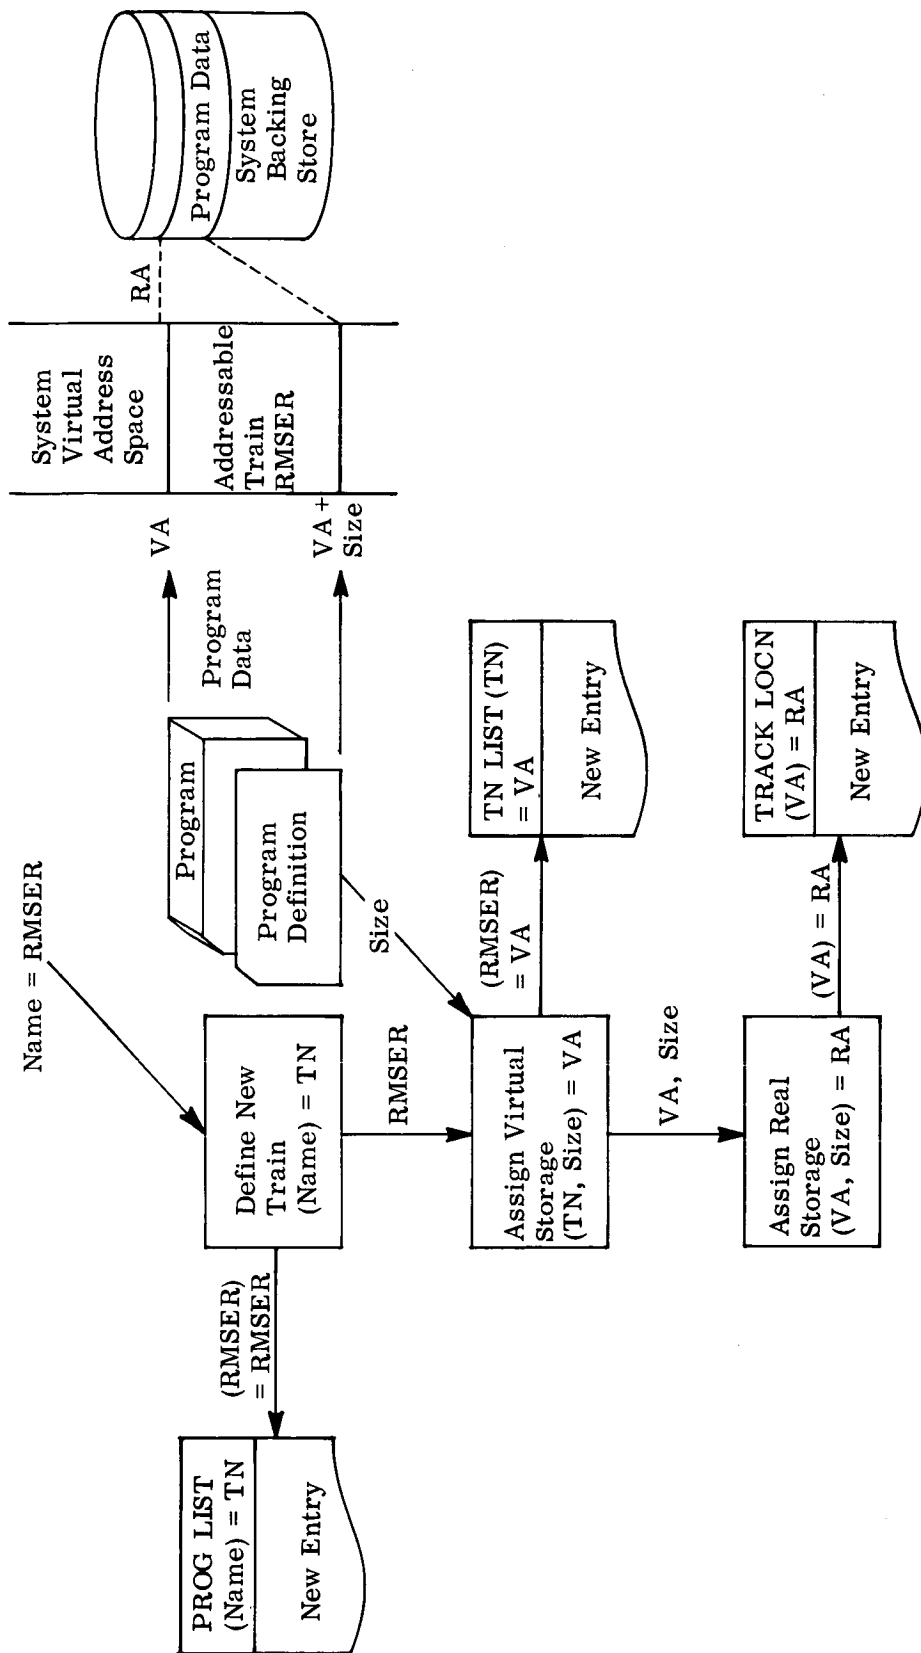 Name = RMSER
PROG LIST
(Name) = TN
New Entry
(RMSER)
= RMSER
Define New
Train
(Name) = TN
RMSER
Program
Program
Definition
Size
Program
Data
VA
VA +
Size
System
Virtual
Address
Space
Addressable
Train
RMSER
RA
Program Data
System
Backing
Store
Assign Virtual
Storage
(TN, Size) = VA
(RMSER)
= VA
TN LIST (TN)
= VA
New Entry
VA, Size
Assign Real
Storage
(VA, Size) = RA
(VA) = RA
TRACK LOCN
(VA) = RA
New Entry